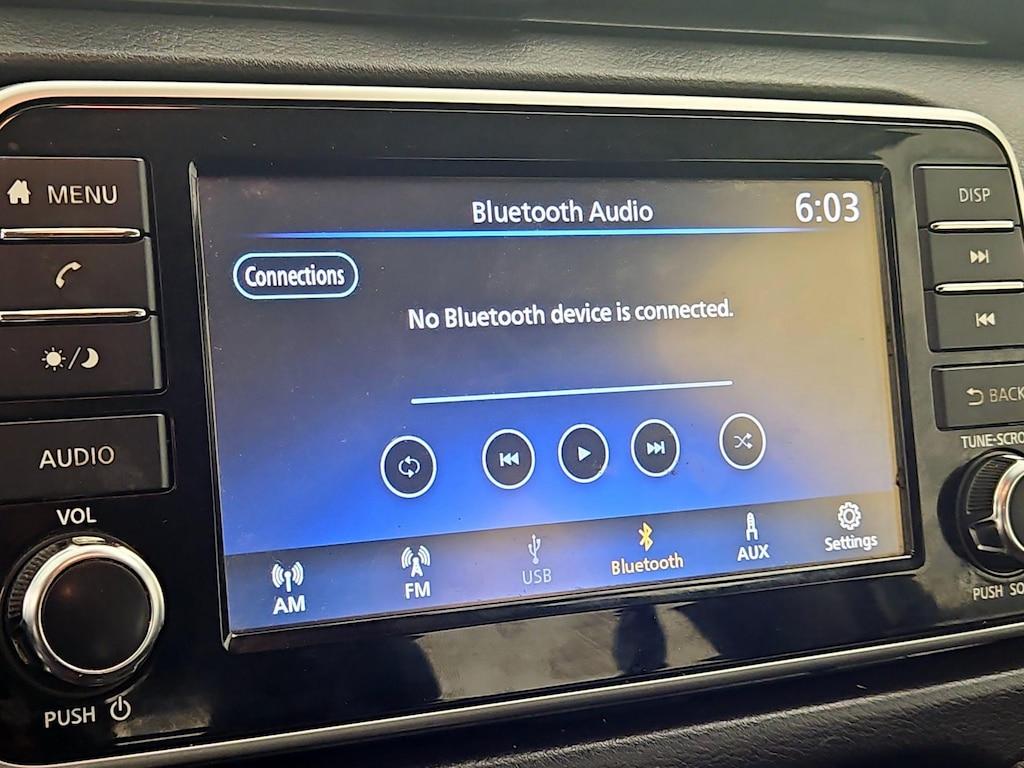 MENU
AUDIO
VOL
PUSH
Bluetooth Audio
6:03
Connections
No Bluetooth device is connected.
AM
FM
USB
Bluetooth
AUX
Settings
DISP
BACK
TUNE-SCRO
PUSH